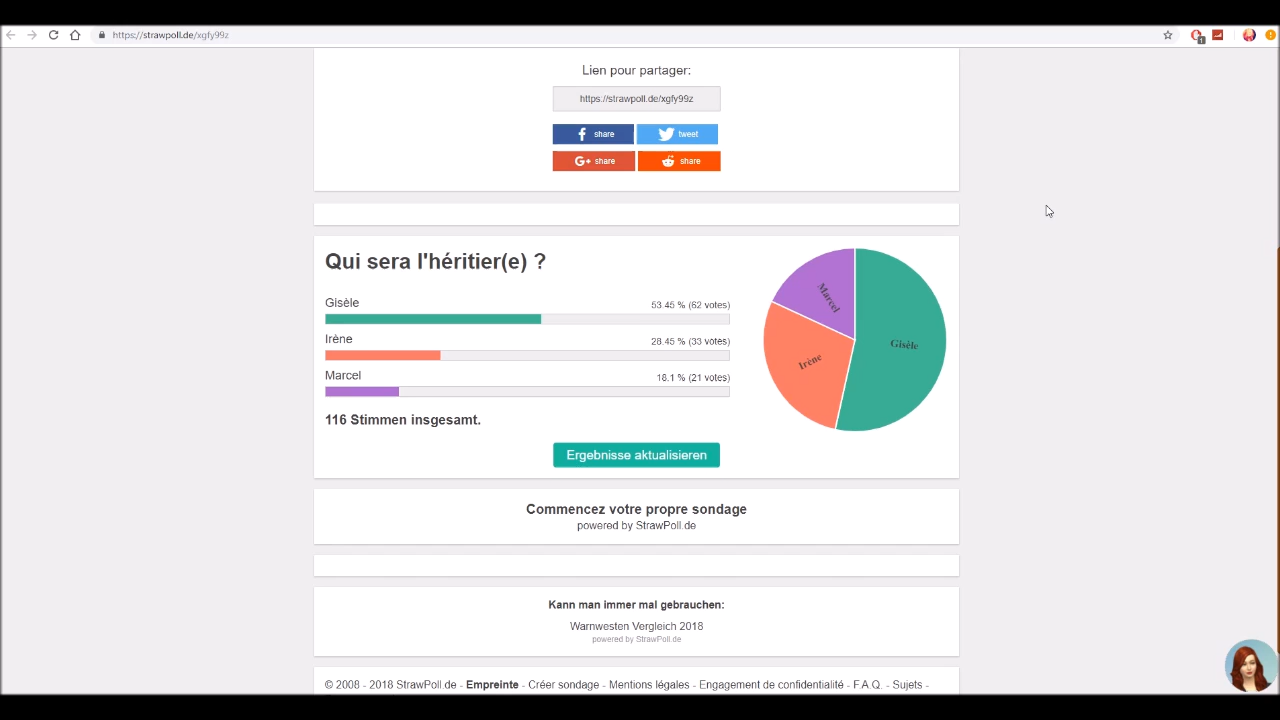 https://strawpoll.de/xgfy99z
1
Lien pour partager:
https://strawpoll.de/xgfy99z
share
tweet
G+ share
share
Qui sera l'héritier(e) ?
Gisèle
53.45 % (62 votes)
Irène
28.45 % (33 votes)
Marcel
18.1 % (21 votes)
116 Stimmen insgesamt.
Marcel
Gisèle
Irène
Ergebnisse aktualisieren
Commencez votre propre sondage
powered by StrawPoll.de
Kann man immer mal gebrauchen:
Warnwesten Vergleich 2018
powered by StrawPoll.de
© 2008 - 2018 StrawPoll.de - Empreinte - Créer sondage - Mentions légales - Engagement de confidentialité - F.A.Q. - Sujets -